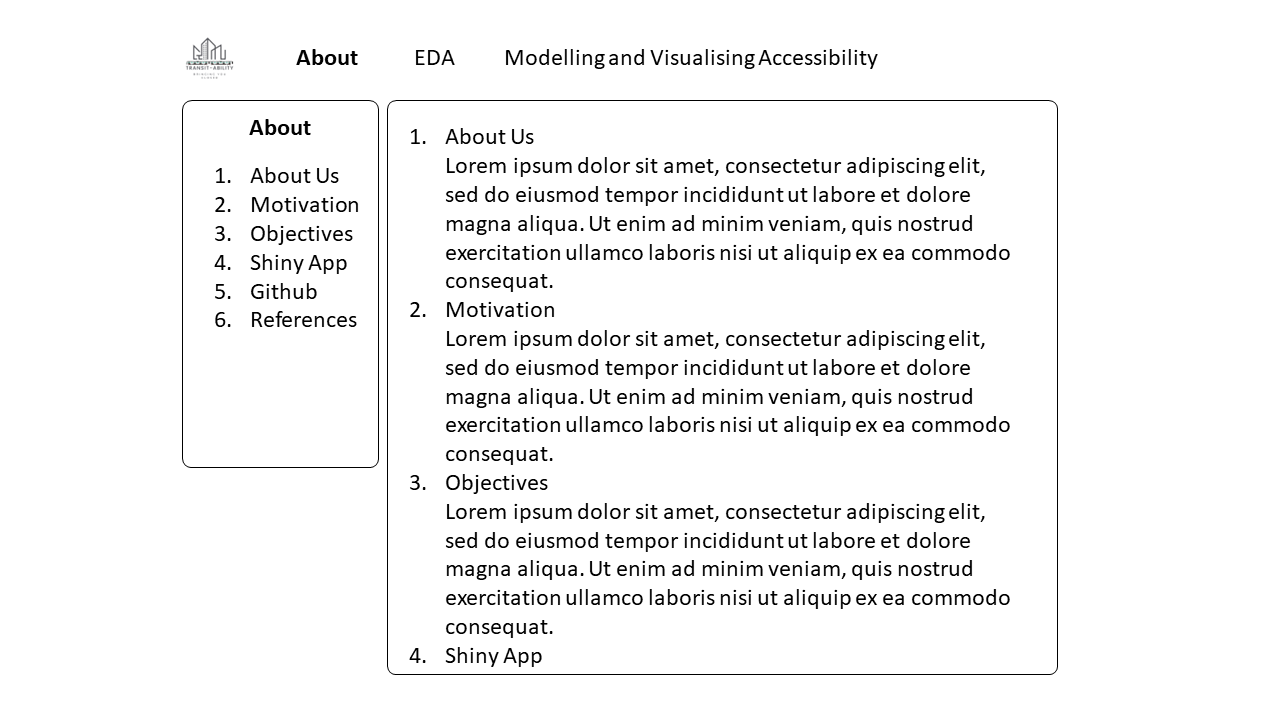 TRANSIT-ABILITY
About
EDA
Modelling and Visualising Accessibility
About
1. About Us
2. Motivation
3. Objectives
4. Shiny App
5. Github
6. References
1. About Us
Lorem ipsum dolor sit amet, consectetur adipiscing elit,
sed do eiusmod tempor incididunt ut labore et dolore
magna aliqua. Ut enim ad minim veniam, quis nostrud
exercitation ullamco laboris nisi ut aliquip ex ea commodo
consequat.
2. Motivation
Lorem ipsum dolor sit amet, consectetur adipiscing elit,
sed do eiusmod tempor incididunt ut labore et dolore
magna aliqua. Ut enim ad minim veniam, quis nostrud
exercitation ullamco laboris nisi ut aliquip ex ea commodo
consequat.
3. Objectives
Lorem ipsum dolor sit amet, consectetur adipiscing elit,
sed do eiusmod tempor incididunt ut labore et dolore
magna aliqua. Ut enim ad minim veniam, quis nostrud
exercitation ullamco laboris nisi ut aliquip ex ea commodo
consequat.
4. Shiny App